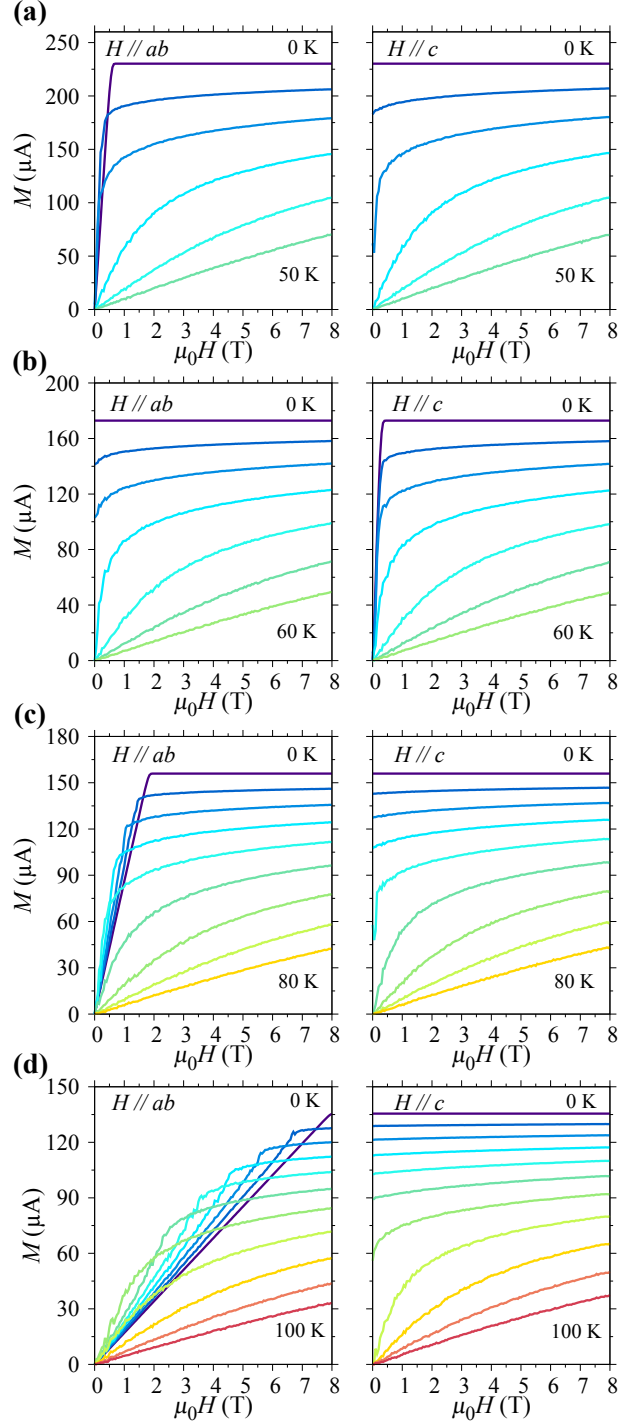 (a)
H // ab 0 K
H // c 0 K
250
200
150
100
50
0
M (μA)
50 K
50 K
0 1 2 3 4 5 6 7 8
0 1 2 3 4 5 6 7 8
μ₀H (T)
μ₀H (T)
(b)
H // ab 0 K
H // c 0 K
200
160
120
80
40
0
M (μA)
60 K
60 K
0 1 2 3 4 5 6 7 8
0 1 2 3 4 5 6 7 8
μ₀H (T)
μ₀H (T)
(c)
H // ab 0 K
H // c 0 K
180
150
120
90
60
30
0
M (μA)
80 K
80 K
0 1 2 3 4 5 6 7 8
0 1 2 3 4 5 6 7 8
μ₀H (T)
μ₀H (T)
(d)
H // ab 0 K
H // c 0 K
150
120
90
60
30
0
M (μA)
100 K
100 K
0 1 2 3 4 5 6 7 8
0 1 2 3 4 5 6 7 8
μ₀H (T)
μ₀H (T)